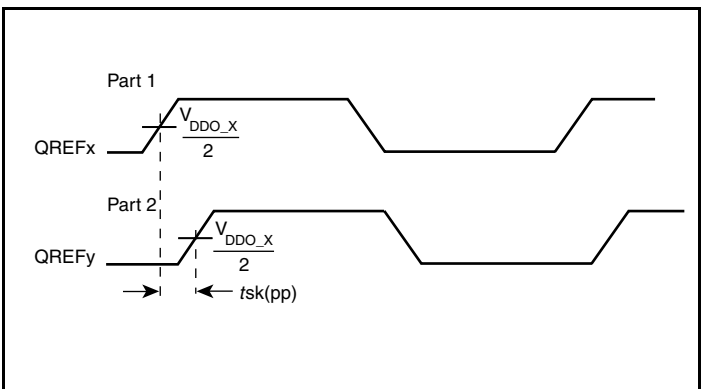 Part 1
V
DDO_X
2
QREFx
Part 2
V
DDO_X
2
QREFy
tsk(pp)